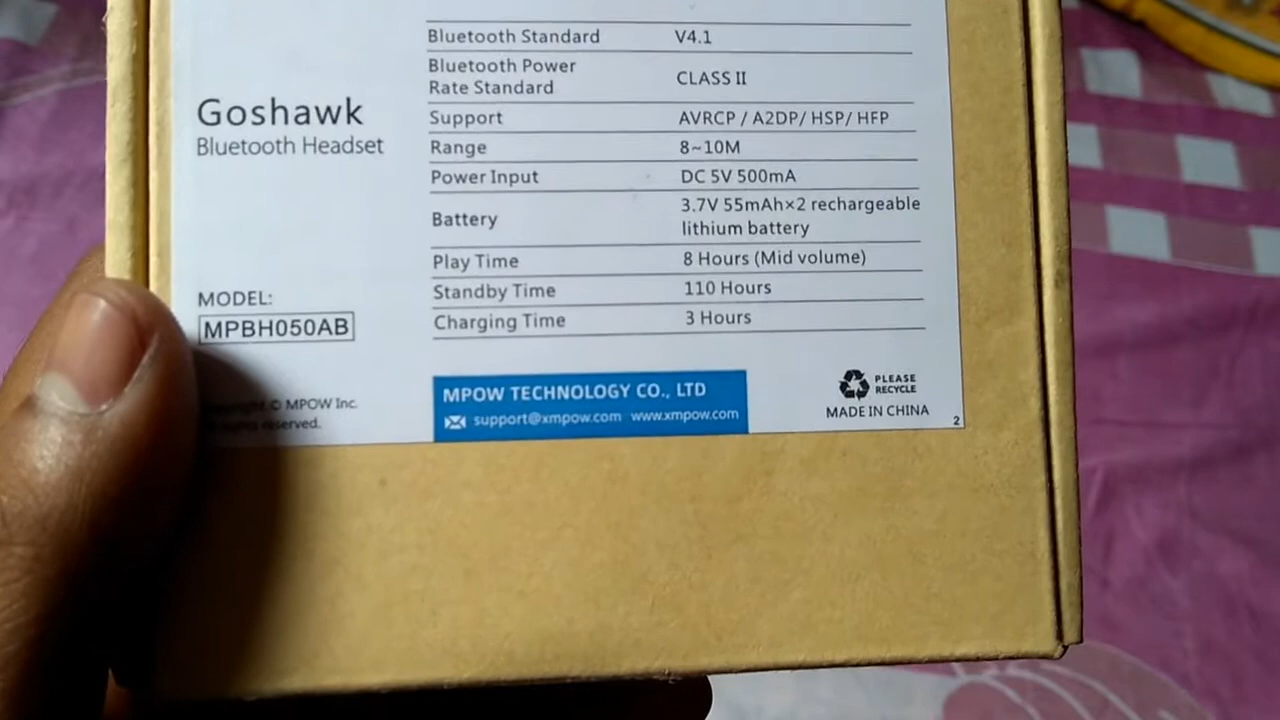 Goshawk
Bluetooth Headset
MODEL:
MPBH050AB
© MPOW Inc.
reserved.
Bluetooth Standard V4.1
Bluetooth Power
Rate Standard CLASS II
Support AVRCP / A2DP/ HSP/ HFP
Range 8~10M
Power Input DC 5V 500mA
Battery 3.7V 55mAh×2 rechargeable
lithium battery
Play Time 8 Hours (Mid volume)
Standby Time 110 Hours
Charging Time 3 Hours
MPOW TECHNOLOGY CO., LTD
support@xmpow.com www.xmpow.com
PLEASE
RECYCLE
MADE IN CHINA
2